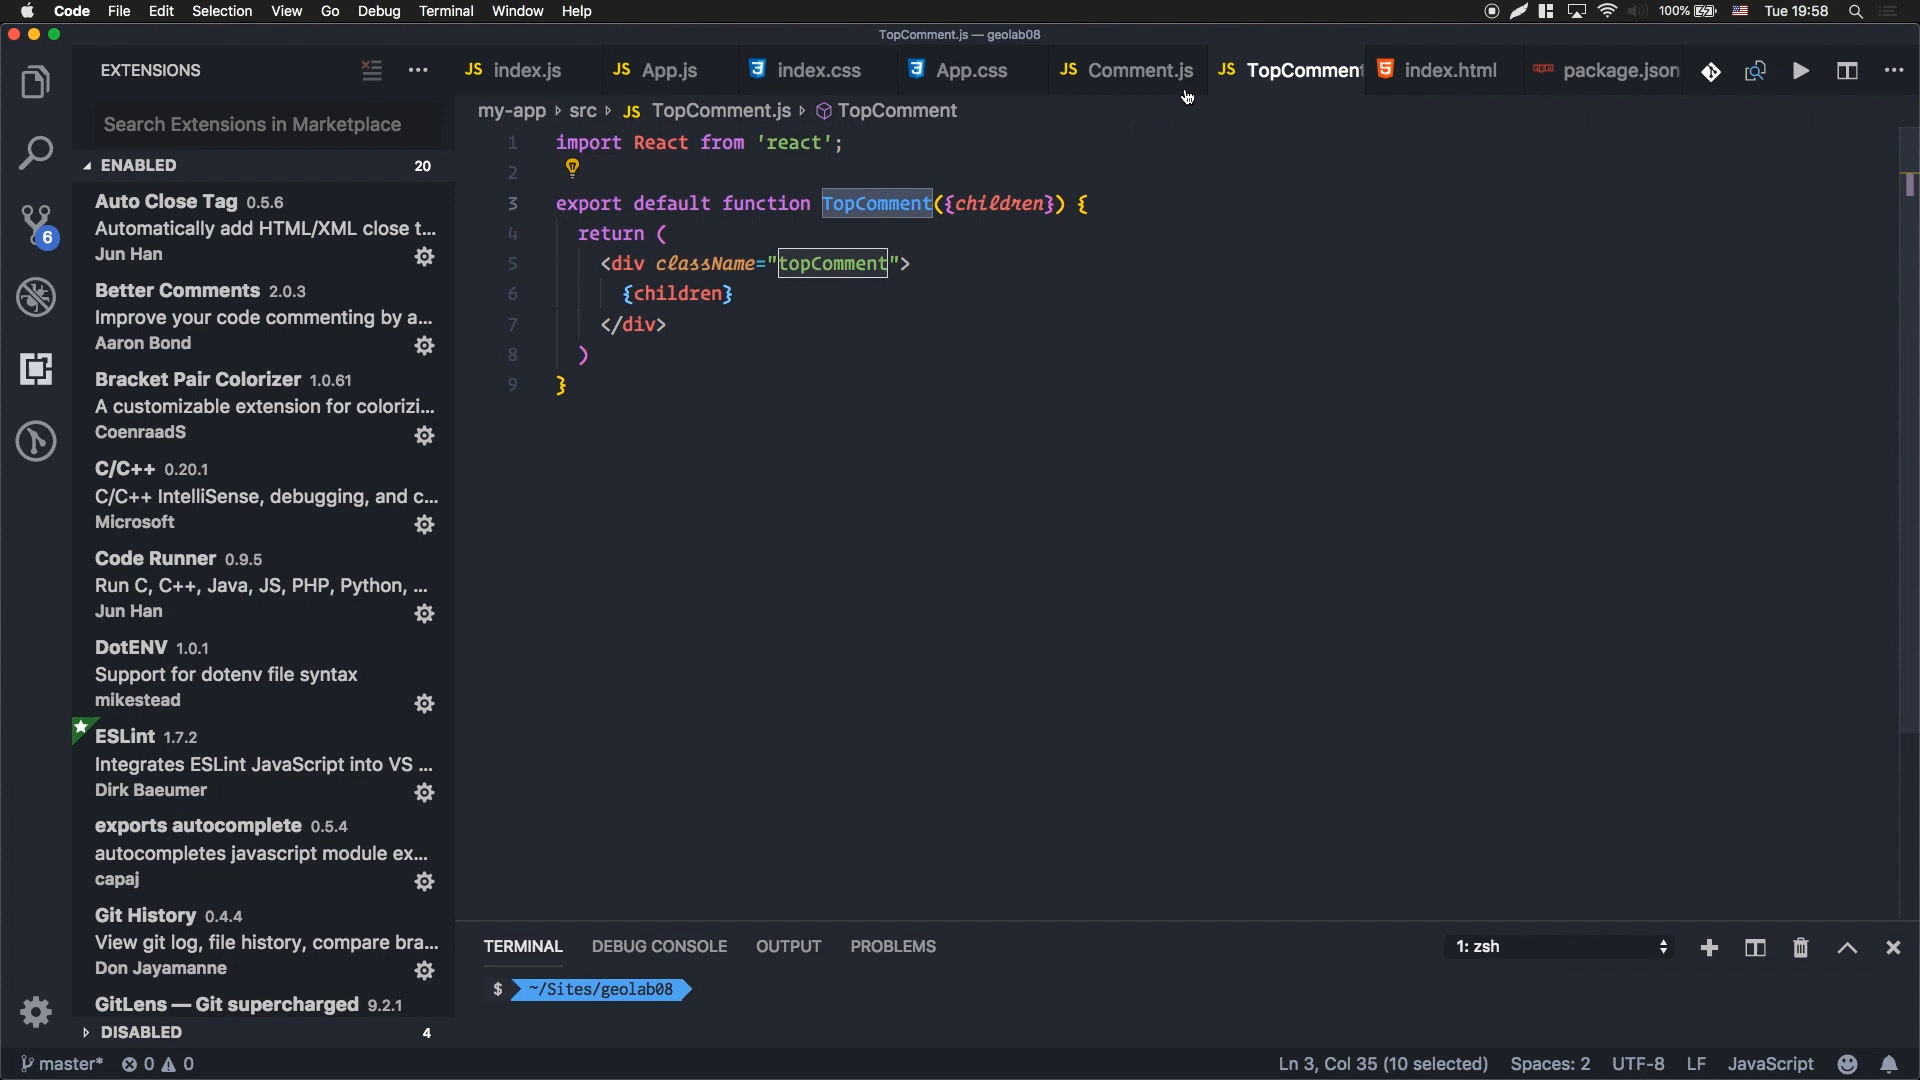 Code File Edit Selection View Go Debug Terminal Window Help
100% Tue 19:58
TopComment.js — geolab08
EXTENSIONS
JS index.js
JS App.js
index.css
App.css
JS Comment.js
JS TopComment
index.html
package.json
Search Extensions in Marketplace
my-app › src › JS TopComment.js › TopComment
ENABLED 20
Auto Close Tag 0.5.6
Automatically add HTML/XML close t...
Jun Han
Better Comments 2.0.3
Improve your code commenting by a...
Aaron Bond
Bracket Pair Colorizer 1.0.61
A customizable extension for colorizi...
CoenraadS
C/C++ 0.20.1
C/C++ IntelliSense, debugging, and c...
Microsoft
Code Runner 0.9.5
Run C, C++, Java, JS, PHP, Python, ...
Jun Han
DotENV 1.0.1
Support for dotenv file syntax
mikestead
ESLint 1.7.2
Integrates ESLint JavaScript into VS ...
Dirk Baeumer
exports autocomplete 0.5.4
autocompletes javascript module ex...
capaj
Git History 0.4.4
View git log, file history, compare bra...
Don Jayamanne
GitLens — Git supercharged 9.2.1
DISABLED 4
6
1 import React from 'react';
2
3 export default function TopComment({children}) {
4 return (
5 <div className="topComment">
6 {children}
7 </div>
8 )
9 }
TERMINAL DEBUG CONSOLE OUTPUT PROBLEMS
1: zsh
$ ~/Sites/geolab08
master* 0 0
Ln 3, Col 35 (10 selected) Spaces: 2 UTF-8 LF JavaScript